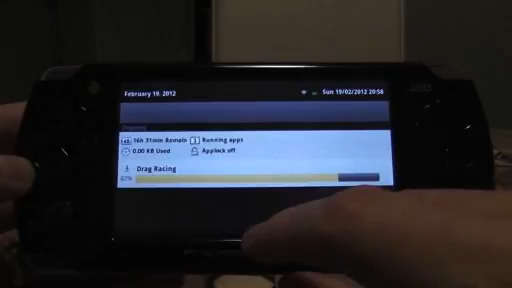 February 19, 2012
Sun 19/02/2012 20:58
Ongoing
16h 31min Remain
Running apps
0.00 KB Used
Applock off
Drag Racing